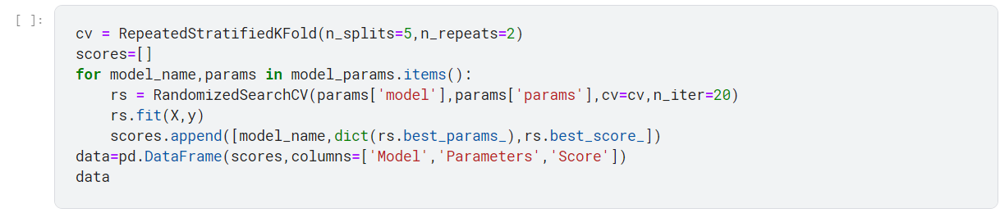 [ ]:
cv = RepeatedStratifiedKFold(n_splits=5,n_repeats=2)
scores=[]
for model_name,params in model_params.items():
    rs = RandomizedSearchCV(params['model'],params['params'],cv=cv,n_iter=20)
    rs.fit(X,y)
    scores.append([model_name,dict(rs.best_params_),rs.best_score_])
data=pd.DataFrame(scores,columns=['Model','Parameters','Score'])
data